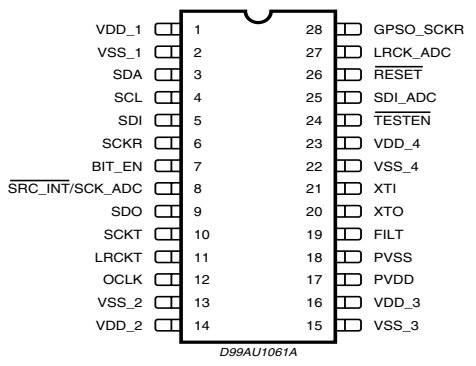 VDD_1 1 28 GPSO_SCKR
VSS_1 2 27 LRCK_ADC
SDA 3 26 RESET
SCL 4 25 SDI_ADC
SDI 5 24 TESTEN
SCKR 6 23 VDD_4
BIT_EN 7 22 VSS_4
SRC_INT/SCK_ADC 8 21 XTI
SDO 9 20 XTO
SCKT 10 19 FILT
LRCKT 11 18 PVSS
OCLK 12 17 PVDD
VSS_2 13 16 VDD_3
VDD_2 14 15 VSS_3
D99AU1061A